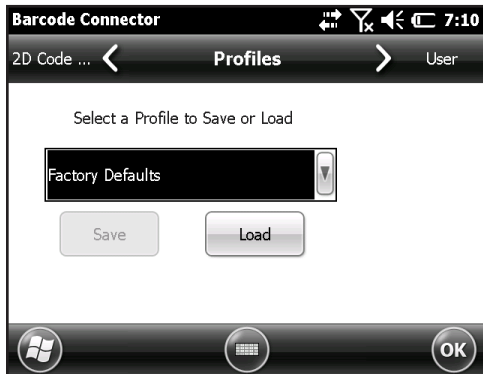 Barcode Connector 7:10
2D Code ... Profiles User
Select a Profile to Save or Load
Factory Defaults
Save Load
OK